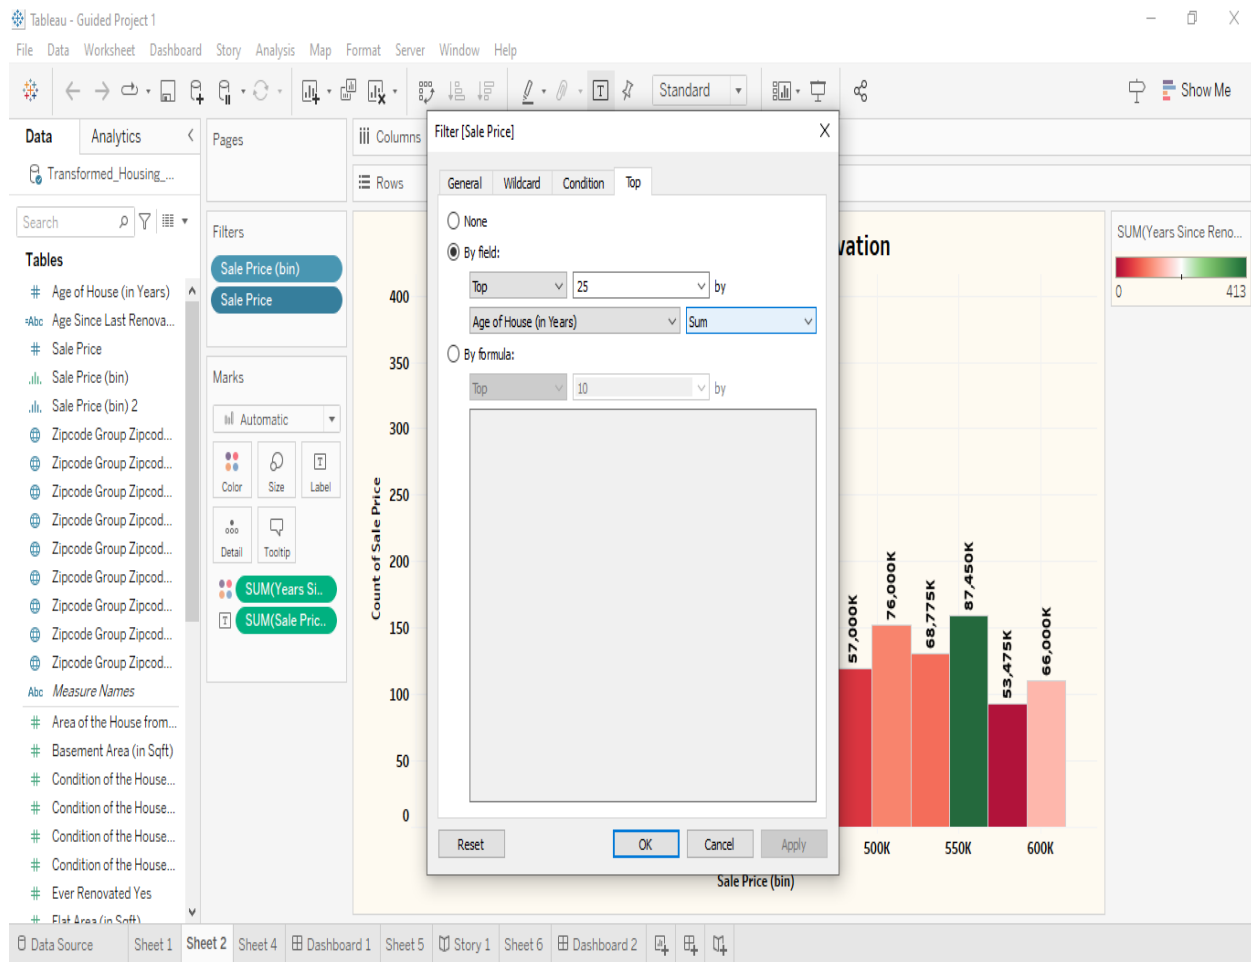 Tableau - Guided Project 1
File Data Worksheet Dashboard Story Analysis Map Format Server Window Help
Standard
Show Me
Data Analytics
Transformed_Housing_...
Search
Tables
# Age of House (in Years)
=Abc Age Since Last Renova...
# Sale Price
Sale Price (bin)
Sale Price (bin) 2
Zipcode Group Zipcod...
Zipcode Group Zipcod...
Zipcode Group Zipcod...
Zipcode Group Zipcod...
Zipcode Group Zipcod...
Zipcode Group Zipcod...
Zipcode Group Zipcod...
Zipcode Group Zipcod...
Zipcode Group Zipcod...
Abc Measure Names
# Area of the House from...
# Basement Area (in Sqft)
# Condition of the House...
# Condition of the House...
# Condition of the House...
# Condition of the House...
# Ever Renovated Yes
# Flat Area (in Sqft)
Pages
Filters
Sale Price (bin)
Sale Price
Marks
Automatic
Color Size Label
Detail Tooltip
SUM(Years Si..
SUM(Sale Pric..
Columns
Rows
Filter [Sale Price]
X
General Wildcard Condition Top
None
By field:
Top 25 by
Age of House (in Years) Sum
By formula:
Top 10 by
Reset OK Cancel Apply
vation
Count of Sale Price
400
350
300
250
200
150
100
50
0
57,000K
76,000K
68,775K
87,450K
53,475K
66,000K
500K 550K 600K
Sale Price (bin)
SUM(Years Since Reno...
0 413
Data Source Sheet 1 Sheet 2 Sheet 4 Dashboard 1 Sheet 5 Story 1 Sheet 6 Dashboard 2